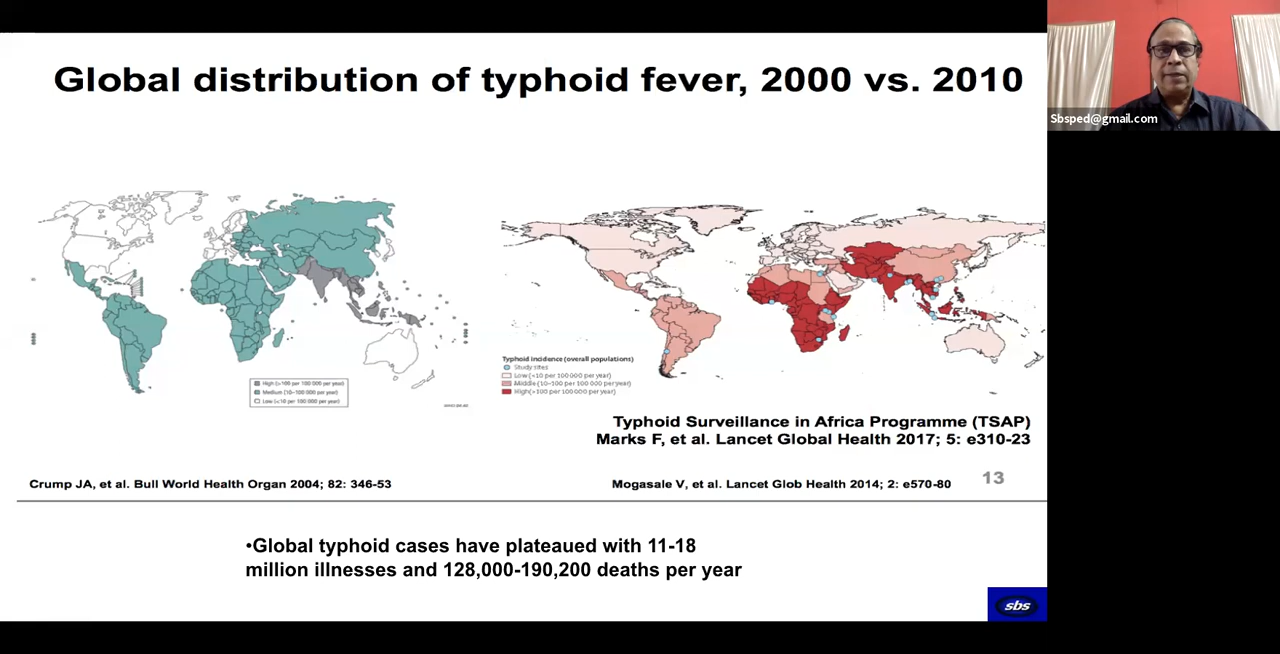 Global distribution of typhoid fever, 2000 vs. 2010
Sbsped@gmail.com
High (>100 per 100 000 per year)
Medium (10–100 per 100 000 per year)
Low (<10 per 100 000 per year)
Typhoid Incidence (overall populations)
Study sites
Low (<10 per 100 000 per year)
Middle (10–100 per 100 000 per year)
High (>100 per 100 000 per year)
Typhoid Surveillance in Africa Programme (TSAP)
Marks F, et al. Lancet Global Health 2017; 5: e310-23
13
Crump JA, et al. Bull World Health Organ 2004; 82: 346-53
Mogasale V, et al. Lancet Glob Health 2014; 2: e570-80
•Global typhoid cases have plateaued with 11-18
million illnesses and 128,000-190,200 deaths per year
sbs